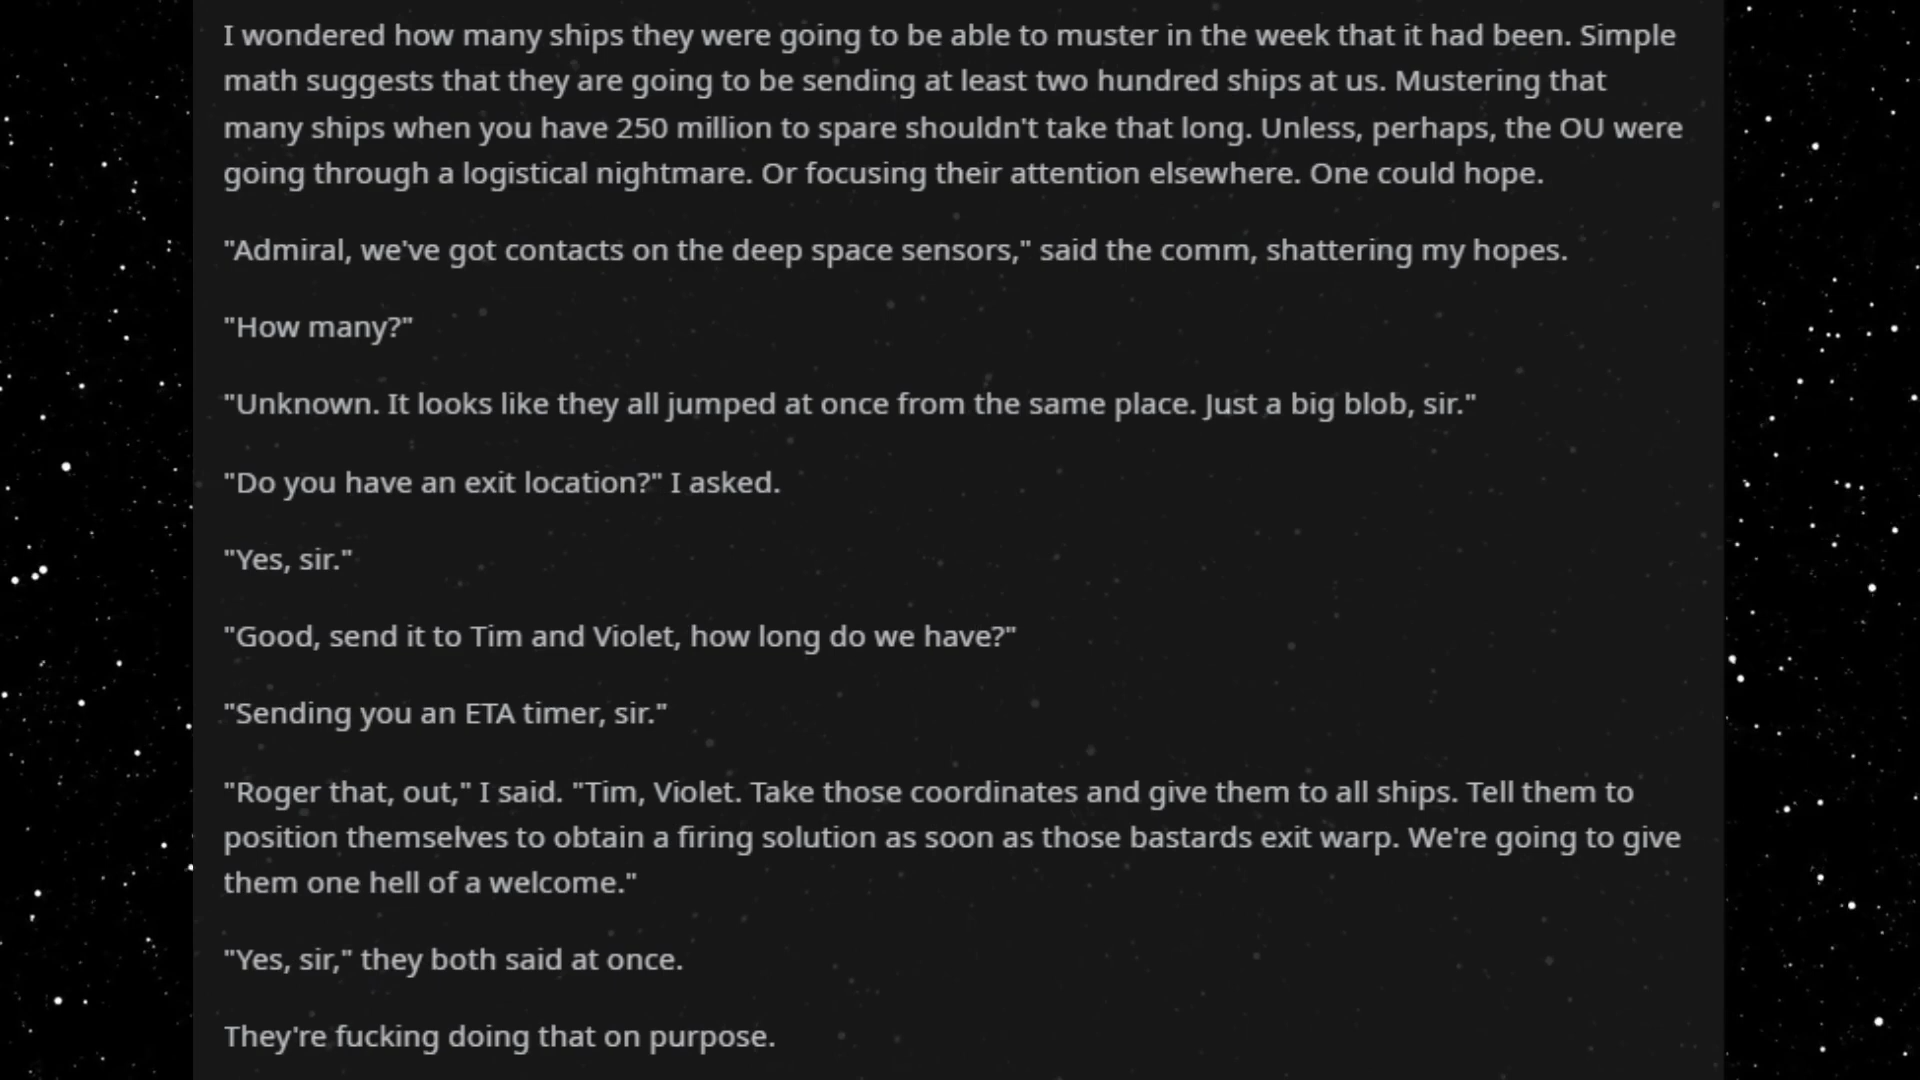 I wondered how many ships they were going to be able to muster in the week that it had been. Simple
math suggests that they are going to be sending at least two hundred ships at us. Mustering that
many ships when you have 250 million to spare shouldn't take that long. Unless, perhaps, the OU were
going through a logistical nightmare. Or focusing their attention elsewhere. One could hope.
"Admiral, we've got contacts on the deep space sensors," said the comm, shattering my hopes.
"How many?"
"Unknown. It looks like they all jumped at once from the same place. Just a big blob, sir."
"Do you have an exit location?" I asked.
"Yes, sir."
"Good, send it to Tim and Violet, how long do we have?"
"Sending you an ETA timer, sir."
"Roger that, out," I said. "Tim, Violet. Take those coordinates and give them to all ships. Tell them to
position themselves to obtain a firing solution as soon as those bastards exit warp. We're going to give
them one hell of a welcome."
"Yes, sir," they both said at once.
They're fucking doing that on purpose.